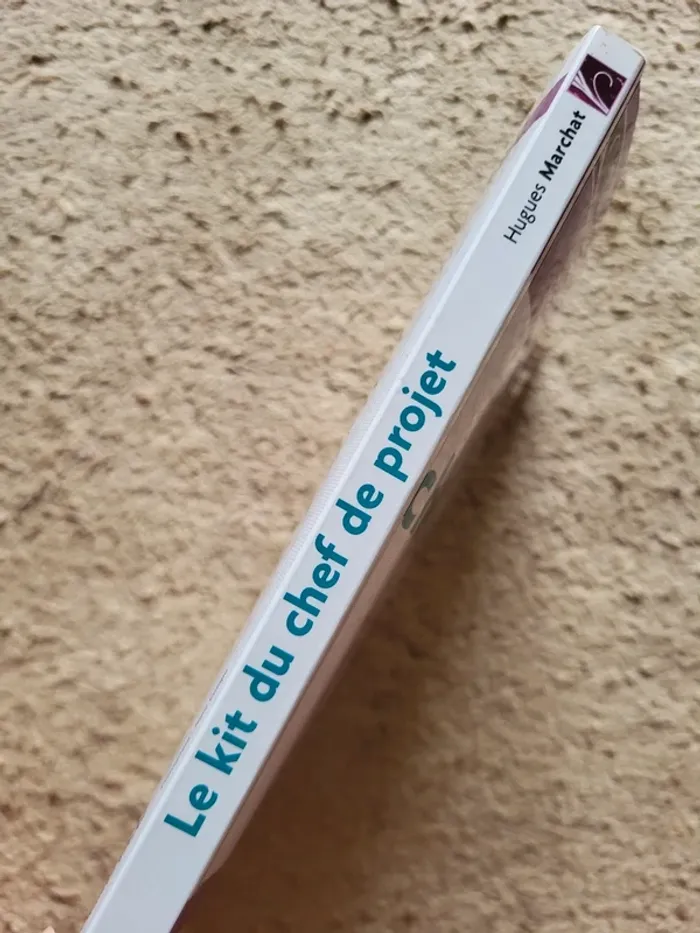 Le kit du chef de projet
Hugues Marchat